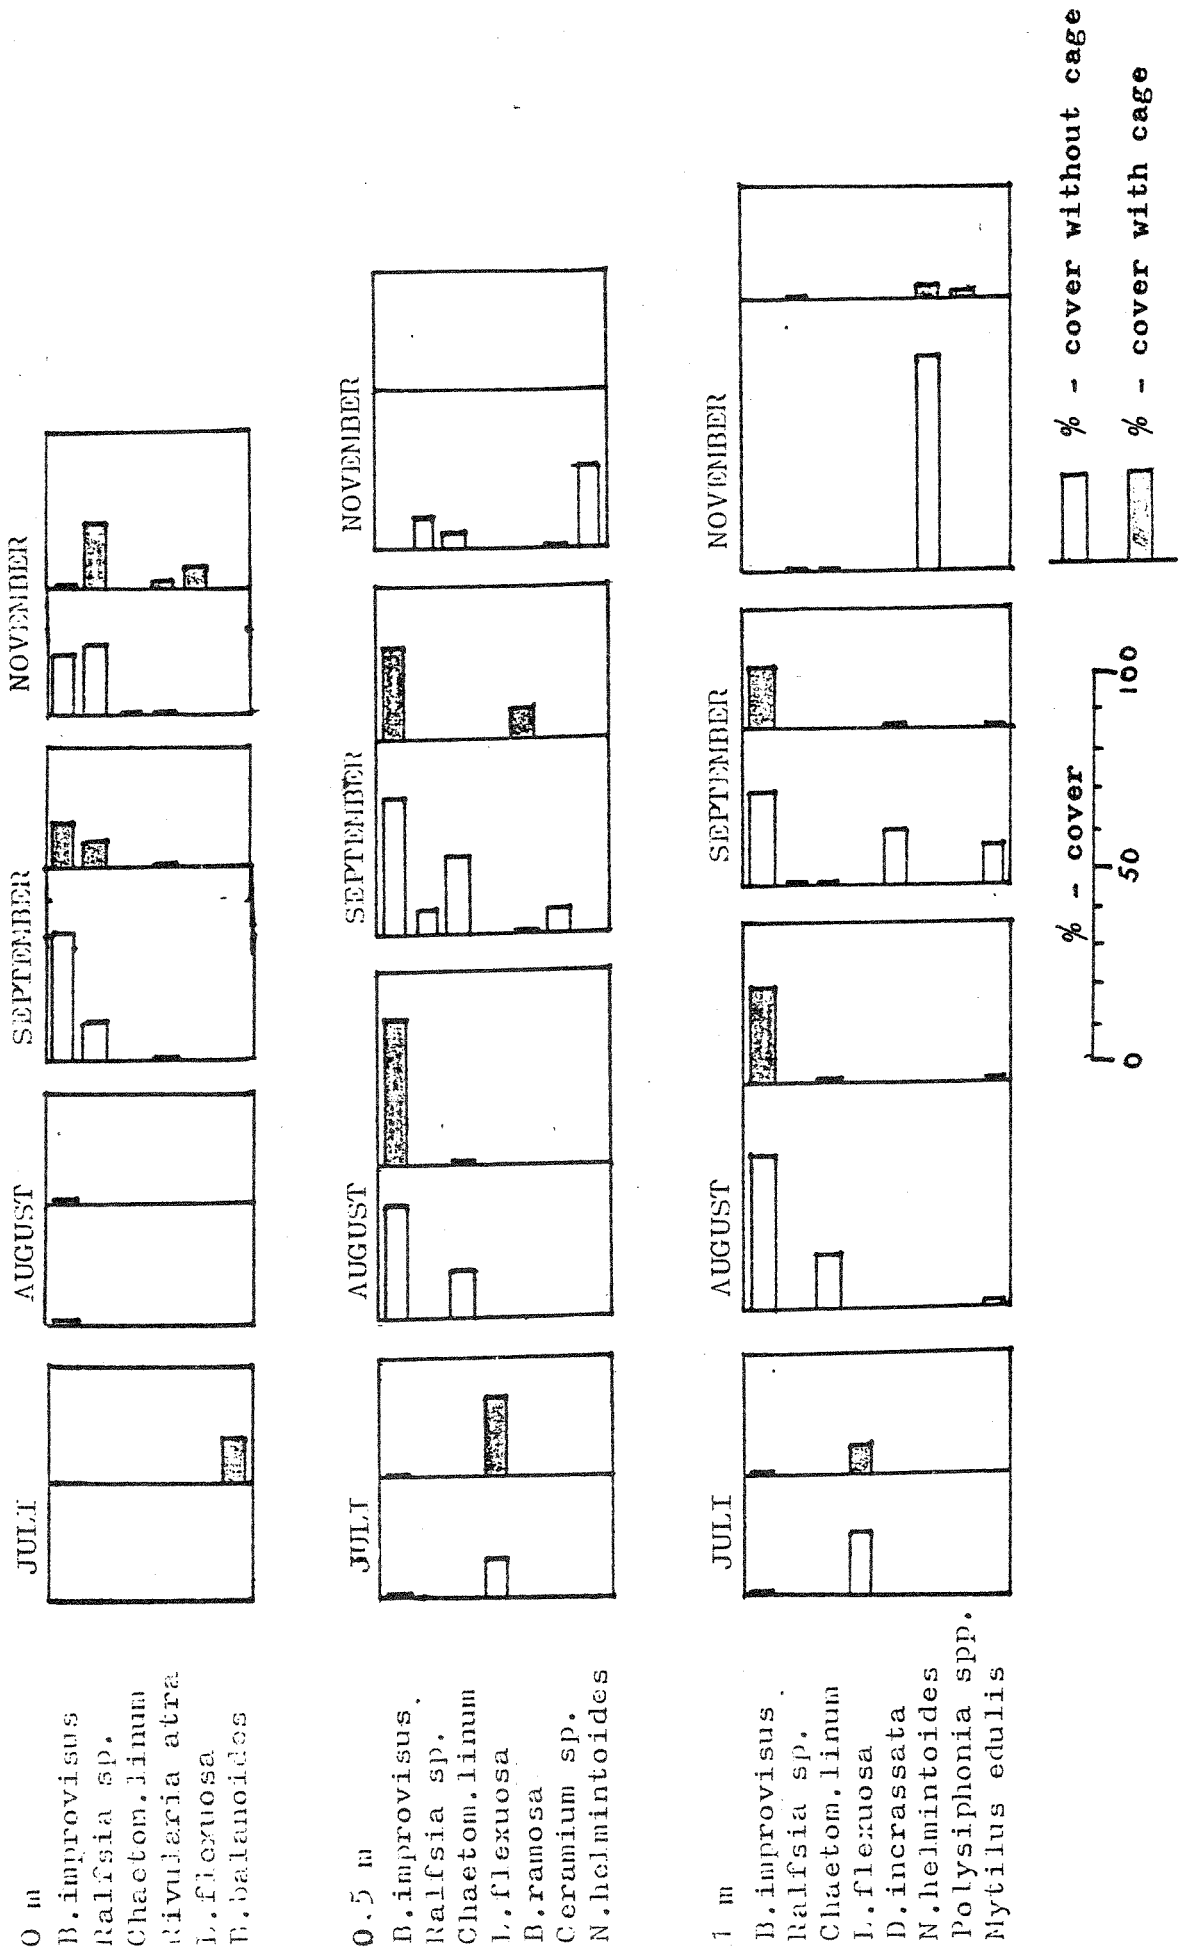 0 m
B.improvisus
Ralfsia sp.
Chaetom.linum
Rivularia atra
L.flexuosa
B.balanoides
JULI
AUGUST
SEPTEMBER
NOVEMBER
0.5 m
B.improvisus.
Ralfsia sp.
Chaetom.linum
L.flexuosa
B.ramosa
Ceramium sp.
N.helmintoides
JULI
AUGUST
SEPTEMBER
NOVEMBER
1 m
B.improvisus.
Ralfsia sp.
Chaetom.linum
L.flexuosa
D.incrassata
N.helmintoides
Polysiphonia spp.
Mytilus edulis
JULI
AUGUST
SEPTEMBER
NOVEMBER
% - cover
0 50 100
% - cover without cage
% - cover with cage